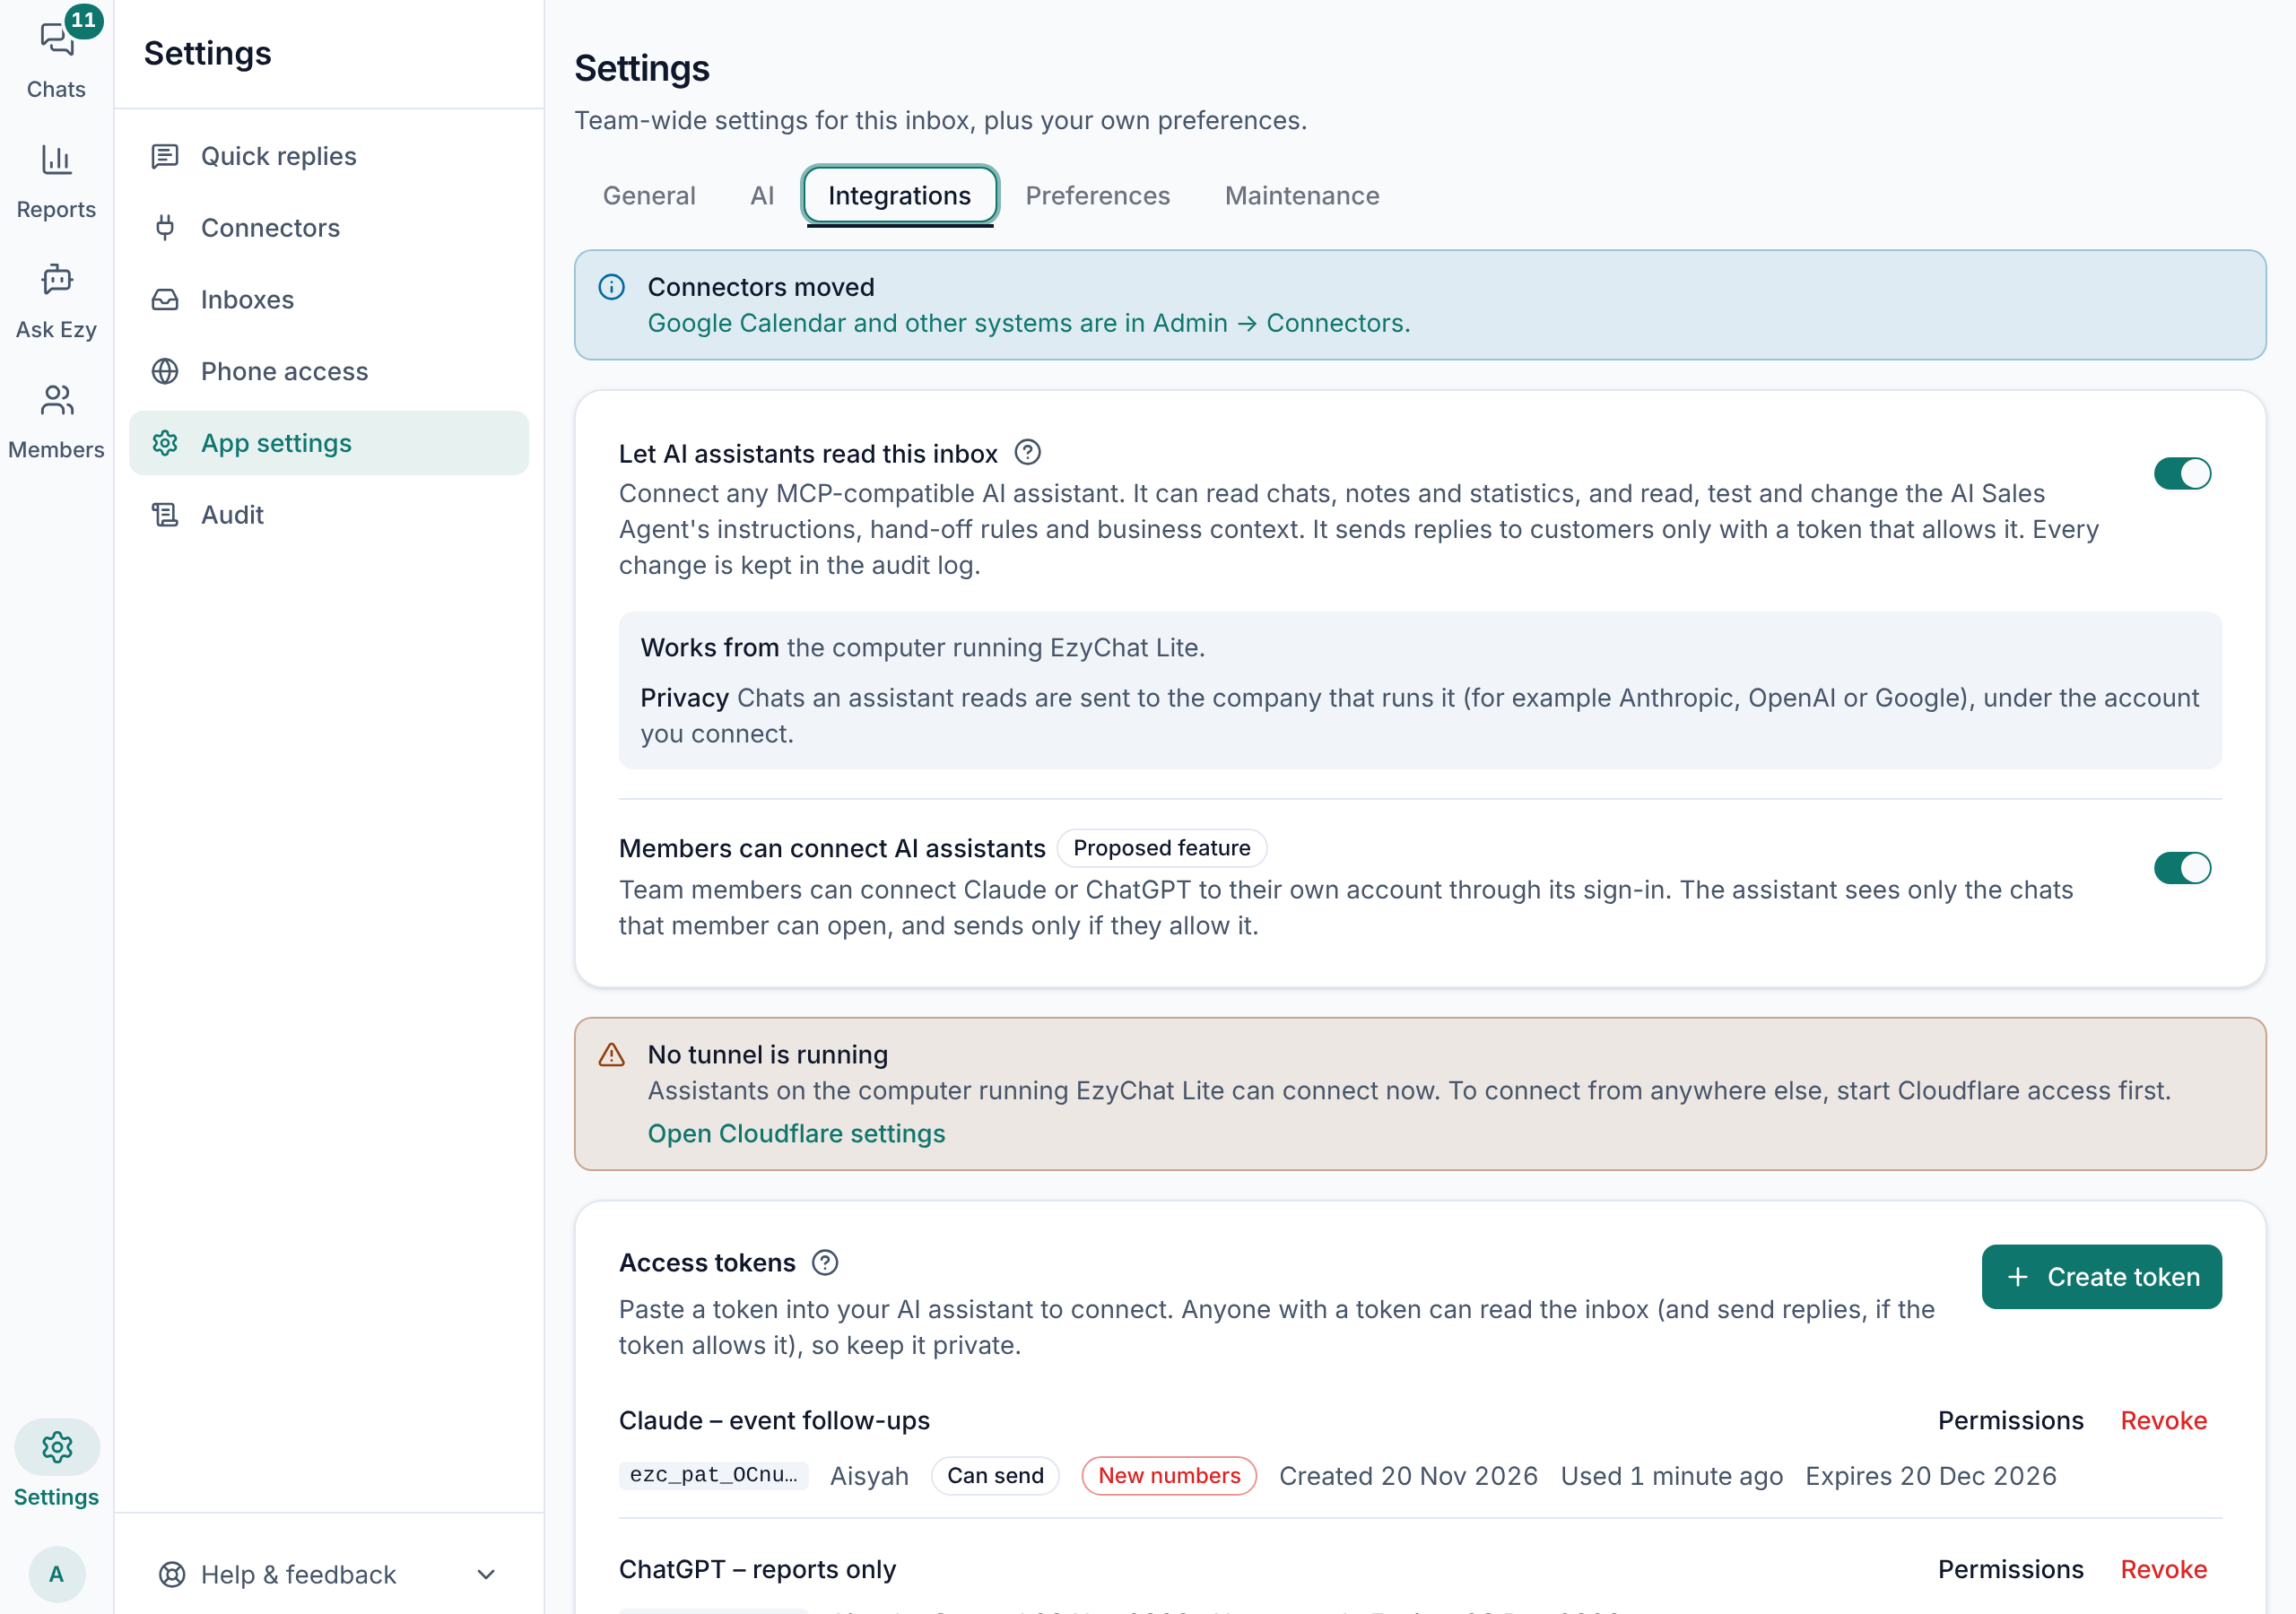 11
Chats
Reports
Ask Ezy
Members
Settings
A
Settings
Quick replies
Connectors
Inboxes
Phone access
App settings
Audit
Help & feedback
Settings
Team-wide settings for this inbox, plus your own preferences.
General AI Integrations Preferences Maintenance
Connectors moved
Google Calendar and other systems are in Admin → Connectors.
Let AI assistants read this inbox
Connect any MCP-compatible AI assistant. It can read chats, notes and statistics, and read, test and change the AI Sales
Agent's instructions, hand-off rules and business context. It sends replies to customers only with a token that allows it. Every
change is kept in the audit log.
Works from the computer running EzyChat Lite.
Privacy Chats an assistant reads are sent to the company that runs it (for example Anthropic, OpenAI or Google), under the account
you connect.
Members can connect AI assistants Proposed feature
Team members can connect Claude or ChatGPT to their own account through its sign-in. The assistant sees only the chats
that member can open, and sends only if they allow it.
No tunnel is running
Assistants on the computer running EzyChat Lite can connect now. To connect from anywhere else, start Cloudflare access first.
Open Cloudflare settings
Access tokens
Create token
Paste a token into your AI assistant to connect. Anyone with a token can read the inbox (and send replies, if the
token allows it), so keep it private.
Claude – event follow-ups Permissions Revoke
ezc_pat_OCnu… Aisyah Can send New numbers Created 20 Nov 2026 Used 1 minute ago Expires 20 Dec 2026
ChatGPT – reports only Permissions Revoke